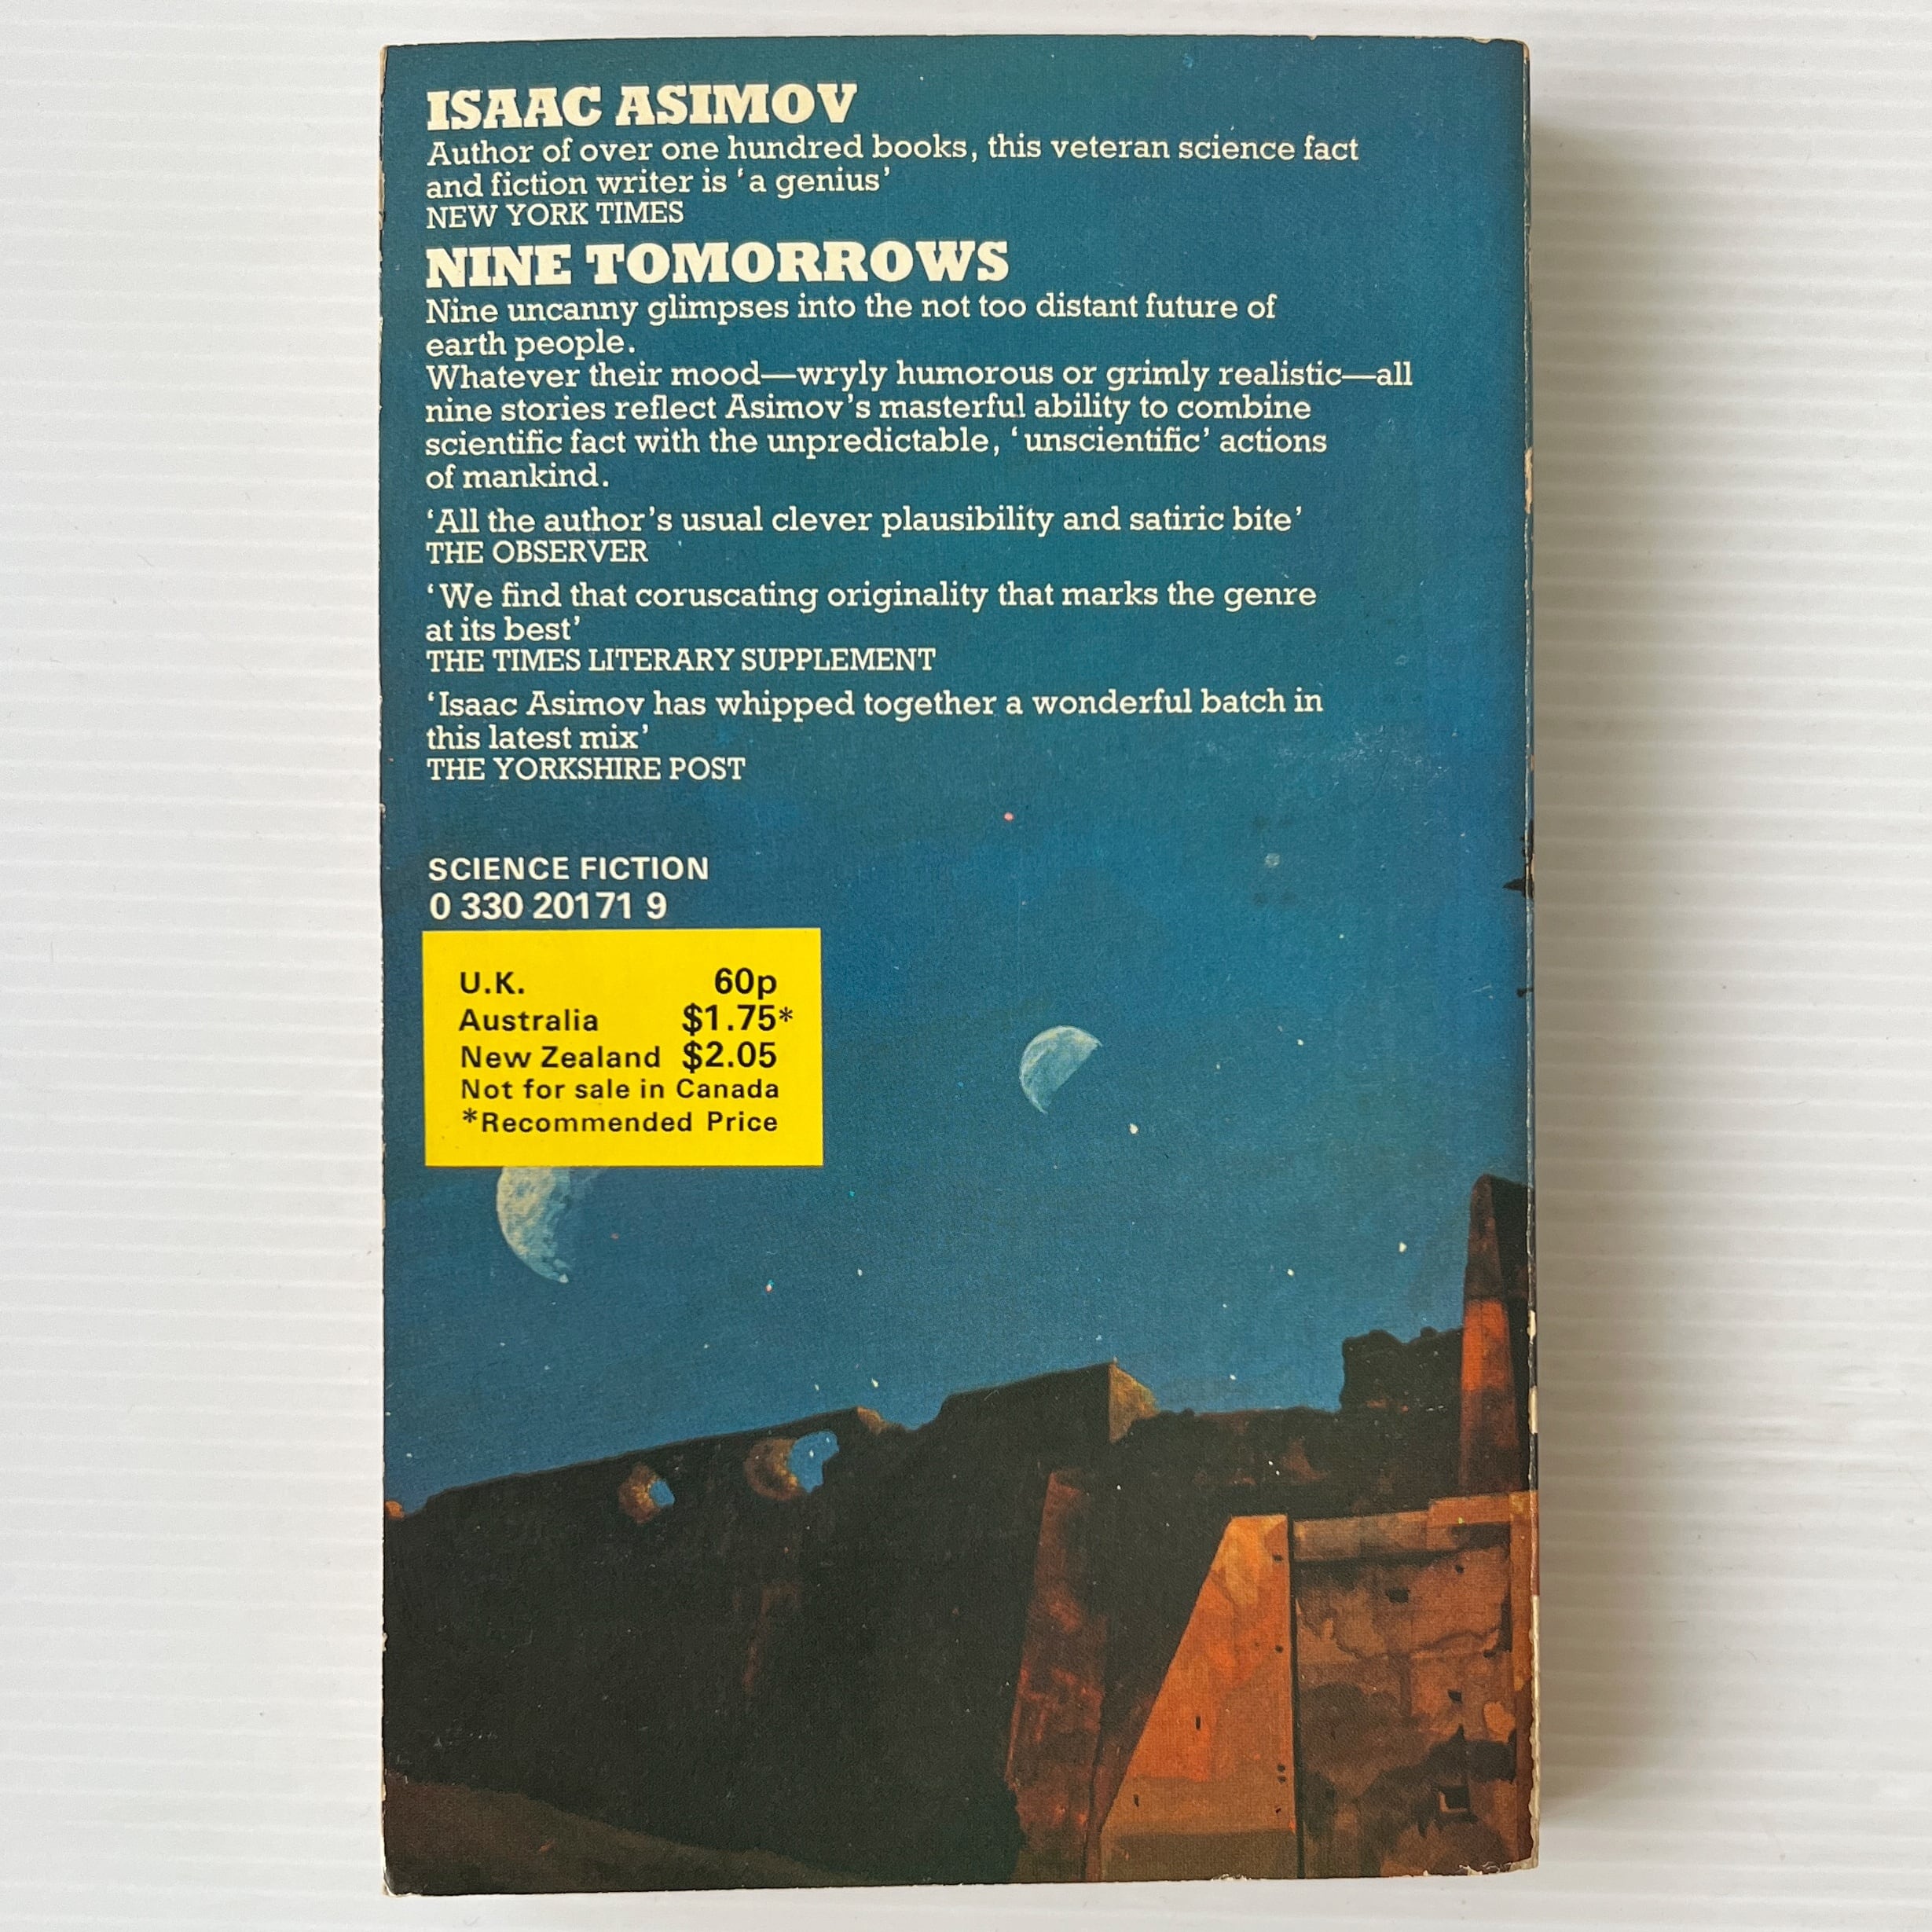 ISAAC ASIMOV
Author of over one hundred books, this veteran science fact
and fiction writer is ‘a genius’
NEW YORK TIMES
NINE TOMORROWS
Nine uncanny glimpses into the not too distant future of
earth people.
Whatever their mood—wryly humorous or grimly realistic—all
nine stories reflect Asimov’s masterful ability to combine
scientific fact with the unpredictable, ‘unscientific’ actions
of mankind.
‘All the author’s usual clever plausibility and satiric bite’
THE OBSERVER
‘We find that coruscating originality that marks the genre
at its best’
THE TIMES LITERARY SUPPLEMENT
‘Isaac Asimov has whipped together a wonderful batch in
this latest mix’
THE YORKSHIRE POST
SCIENCE FICTION
0 330 20171 9
U.K. 60p
Australia $1.75*
New Zealand $2.05
Not for sale in Canada
*Recommended Price